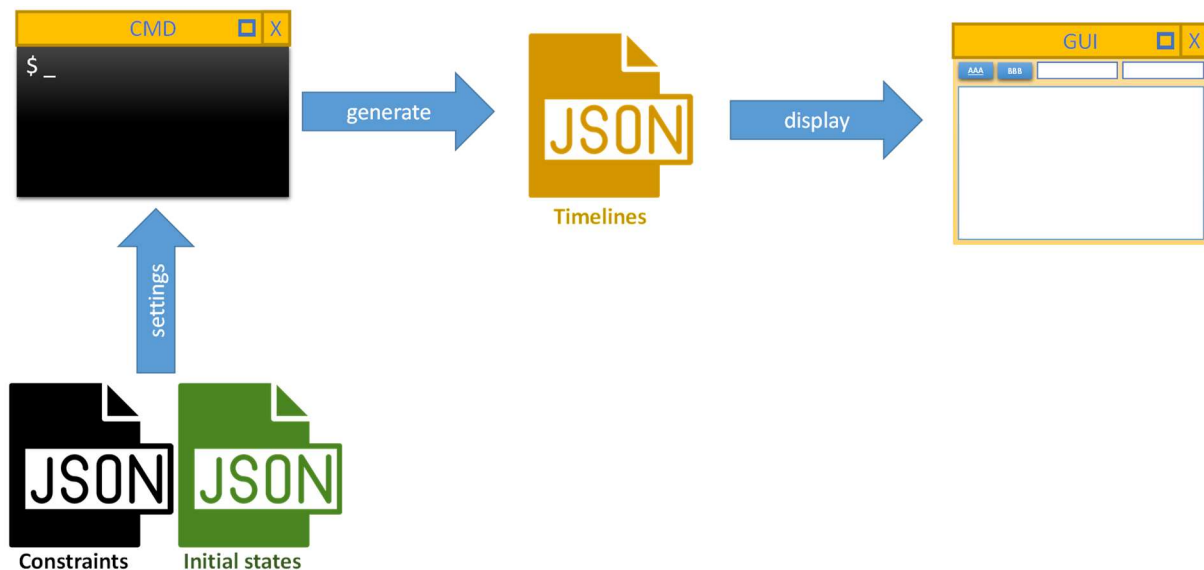 CMD
X
$ _
generate
JSON
Timelines
display
GUI
X
AAA
BBB
settings
JSON
Constraints
JSON
Initial states